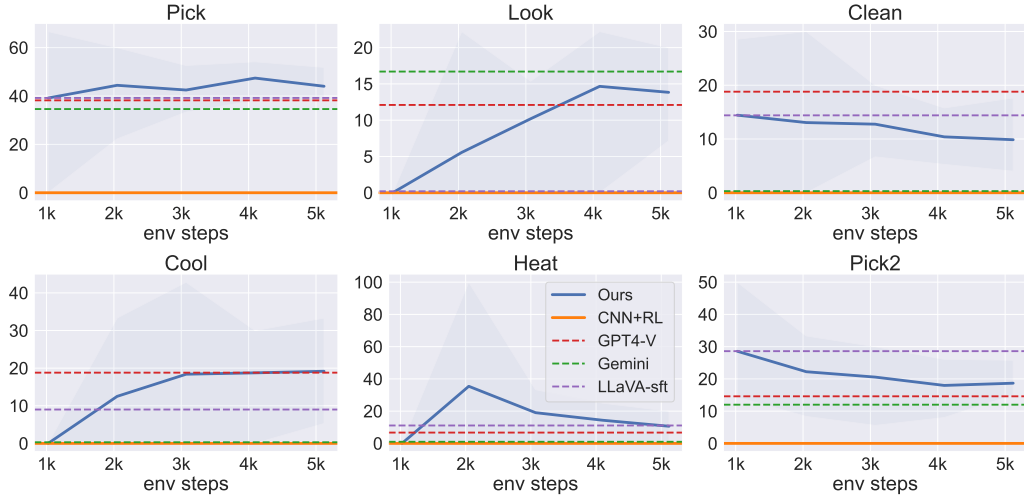 Pick
60
40
20
0
1k 2k 3k 4k 5k
env steps
Look
20
15
10
5
0
1k 2k 3k 4k 5k
env steps
Clean
30
20
10
0
1k 2k 3k 4k 5k
env steps
Cool
40
30
20
10
0
1k 2k 3k 4k 5k
env steps
Heat
100
80
60
40
20
0
1k 2k 3k 4k 5k
env steps
Ours
CNN+RL
GPT4-V
Gemini
LLaVA-sft
Pick2
50
40
30
20
10
0
1k 2k 3k 4k 5k
env steps